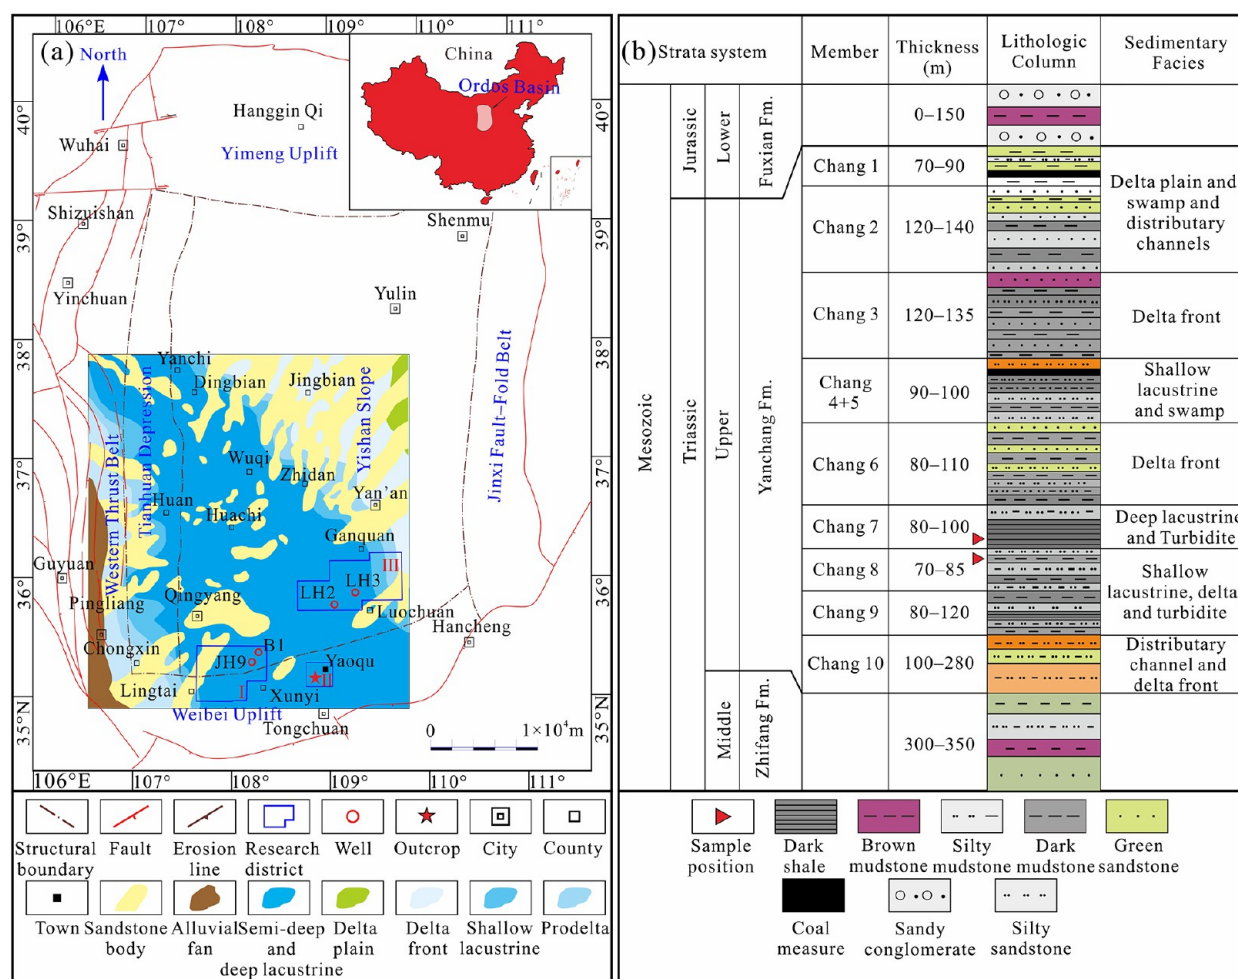 106°E 107° 108° 109° 110° 111°
(a)
North
China
Ordos Basin
40°
40°
Hanggin Qi
Wuhai
Yimeng Uplift
Shizuishan
Shenmu
39°
39°
Yinchuan
Yulin
38°
38°
Yanchi
Dingbian
Jingbian
Western Thrust Belt
Tianhuan Depression
Yishan Slope
Jinxi Fault–Fold Belt
37°
37°
Wuqi
Zhidan
Huan
Yan'an
Huachi
Ganquan
Guyuan
III
36°
36°
LH3
LH2
Pingliang
Qingyang
Luochuan
Hancheng
Chongxin
B1
JH9
Yaoqu
Lingtai
I
II
Xunyi
35°N
35°N
Weibei Uplift
Tongchuan
0 1×10⁴m
106°E 107° 108° 109° 110° 111°
Structural boundary
Fault
Erosion line
Research district
Well
Outcrop
City
County
Town
Sandstone body
Alluvial fan
Semi-deep and deep lacustrine
Delta plain
Delta front
Shallow lacustrine
Prodelta
(b)
Strata system
Member
Thickness (m)
Lithologic Column
Sedimentary Facies
Mesozoic
Jurassic
Lower
Fuxian Fm.
0–150
Triassic
Upper
Yanchang Fm.
Chang 1
70–90
Delta plain and swamp and distributary channels
Chang 2
120–140
Chang 3
120–135
Delta front
Chang 4+5
90–100
Shallow lacustrine and swamp
Chang 6
80–110
Delta front
Chang 7
80–100
Deep lacustrine and Turbidite
Chang 8
70–85
Shallow lacustrine, delta and turbidite
Chang 9
80–120
Chang 10
100–280
Distributary channel and delta front
Middle
Zhifang Fm.
300–350
Sample position
Dark shale
Brown mudstone
Silty mudstone
Dark mudstone
Green sandstone
Coal measure
Sandy conglomerate
Silty sandstone